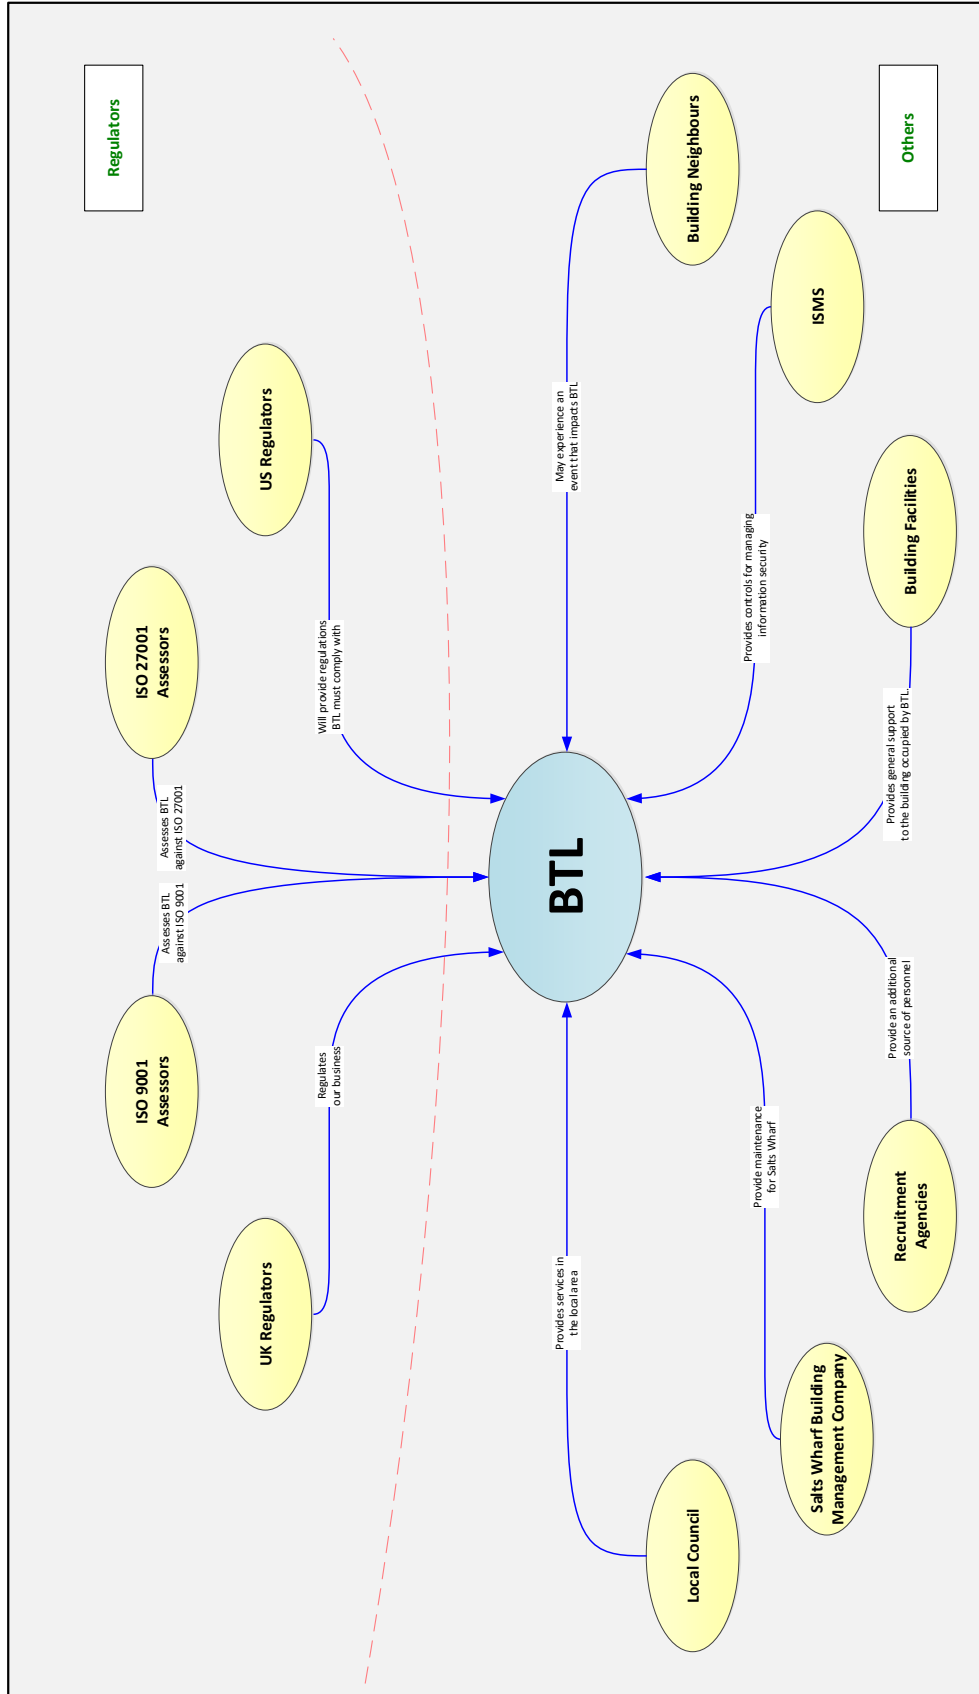 Regulators
ISO 9001
Assessors
ISO 27001
Assessors
Assesses BTL
against ISO 9001
Assesses BTL
against ISO 27001
UK Regulators
US Regulators
Regulates
our business
Will provide regulations
BTL must comply with
BTL
Provides services in
the local area
May experience an
event that impacts BTL
Local Council
Building Neighbours
Provide maintenance
for Salts Wharf
Provides controls for managing
information security
Salts Wharf Building
Management Company
ISMS
Provide an additional
source of personnel
Provides general support
to the building occupied by BTL.
Recruitment
Agencies
Building Facilities
Others